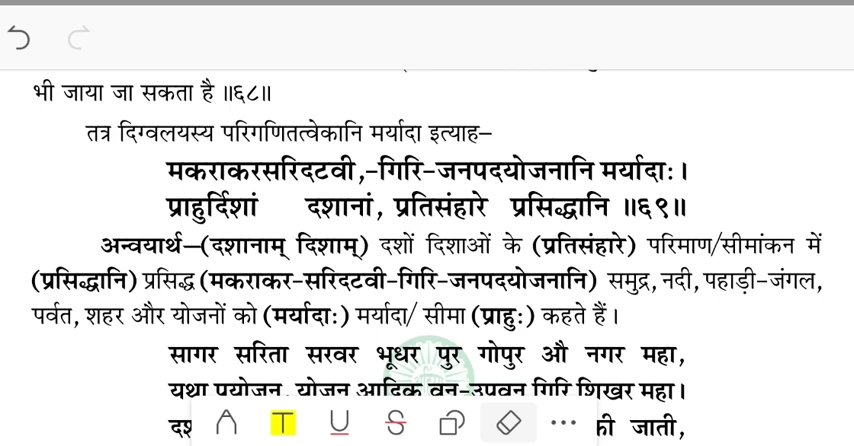 भी जाया जा सकता है ॥६८॥
तत्र दिग्वलयस्य परिगणितत्वेकानि मर्यादा इत्याह–
मकराकरसरिदटवी,-गिरि-जनपदयोजनानि मर्यादाः।
प्राहुर्दिशां दशानां, प्रतिसंहारे प्रसिद्धानि ॥६९॥
अन्वयार्थ—(दशानाम् दिशाम्) दशों दिशाओं के (प्रतिसंहारे) परिमाण/सीमांकन में
(प्रसिद्धानि) प्रसिद्ध (मकराकर-सरिदटवी-गिरि-जनपदयोजनानि) समुद्र, नदी, पहाड़ी-जंगल,
पर्वत, शहर और योजनों को (मर्यादाः) मर्यादा/ सीमा (प्राहुः) कहते हैं।
सागर सरिता सरवर भूधर पुर गोपुर औ नगर महा,
यथा प्रयोजन, योजन आदिक वन-उपवन गिरि शिखर महा।
की जाती,